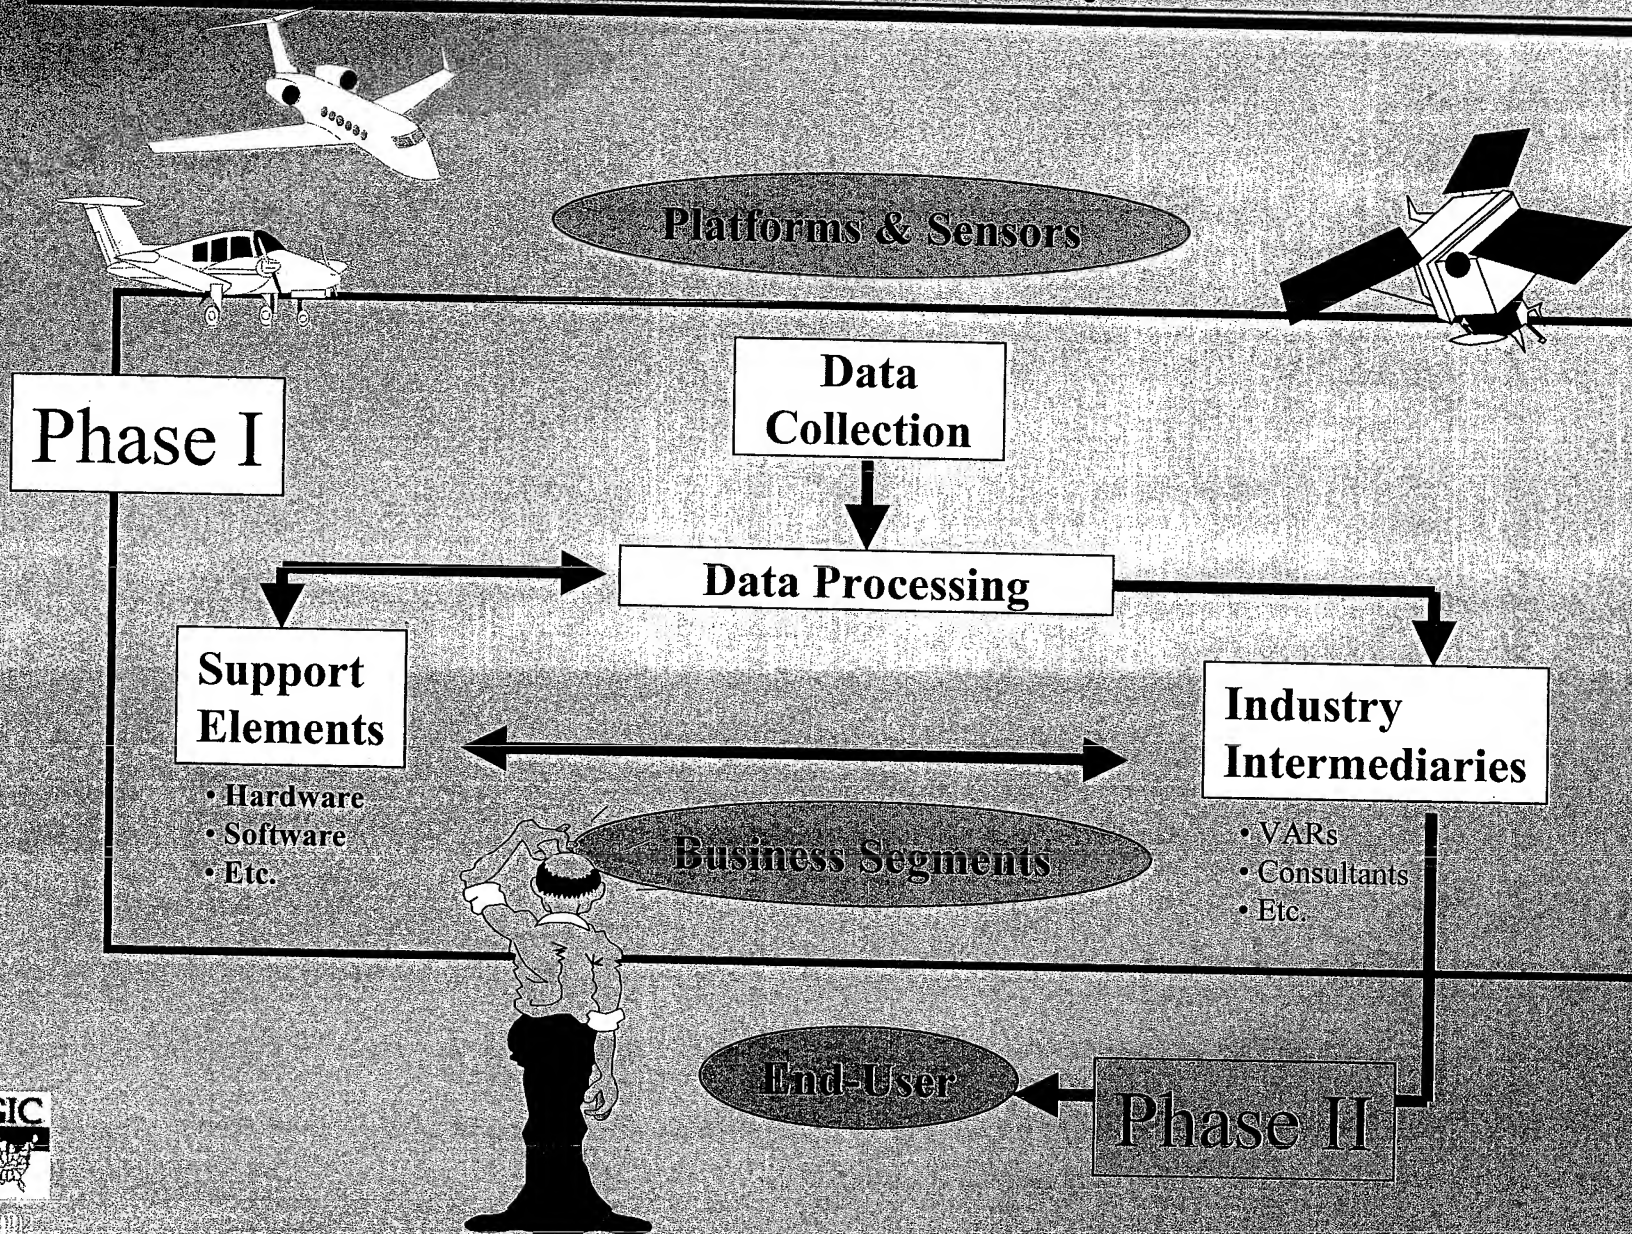 Platforms & Sensors
Data
Collection
Phase I
Data Processing
Support
Elements
• Hardware
• Software
• Etc.
Industry
Intermediaries
• VARs
• Consultants
• Etc.
Business Segments
End-User
Phase II